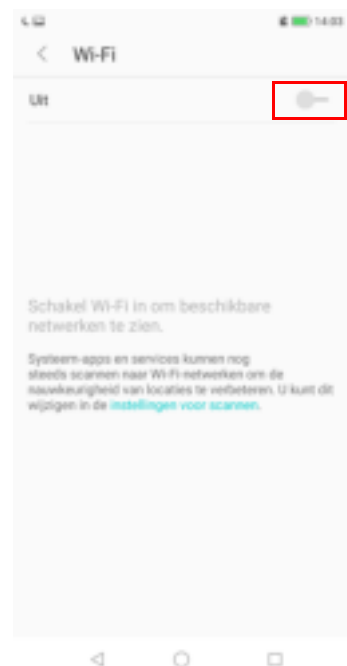 14:03
Wi-Fi
Uit
Schakel Wi-Fi in om beschikbare
netwerken te zien.
Systeem-apps en services kunnen nog
steeds scannen naar Wi-Fi-netwerken om de
nauwkeurigheid van locaties te verbeteren. U kunt dit
wijzigen in de instellingen voor scannen.